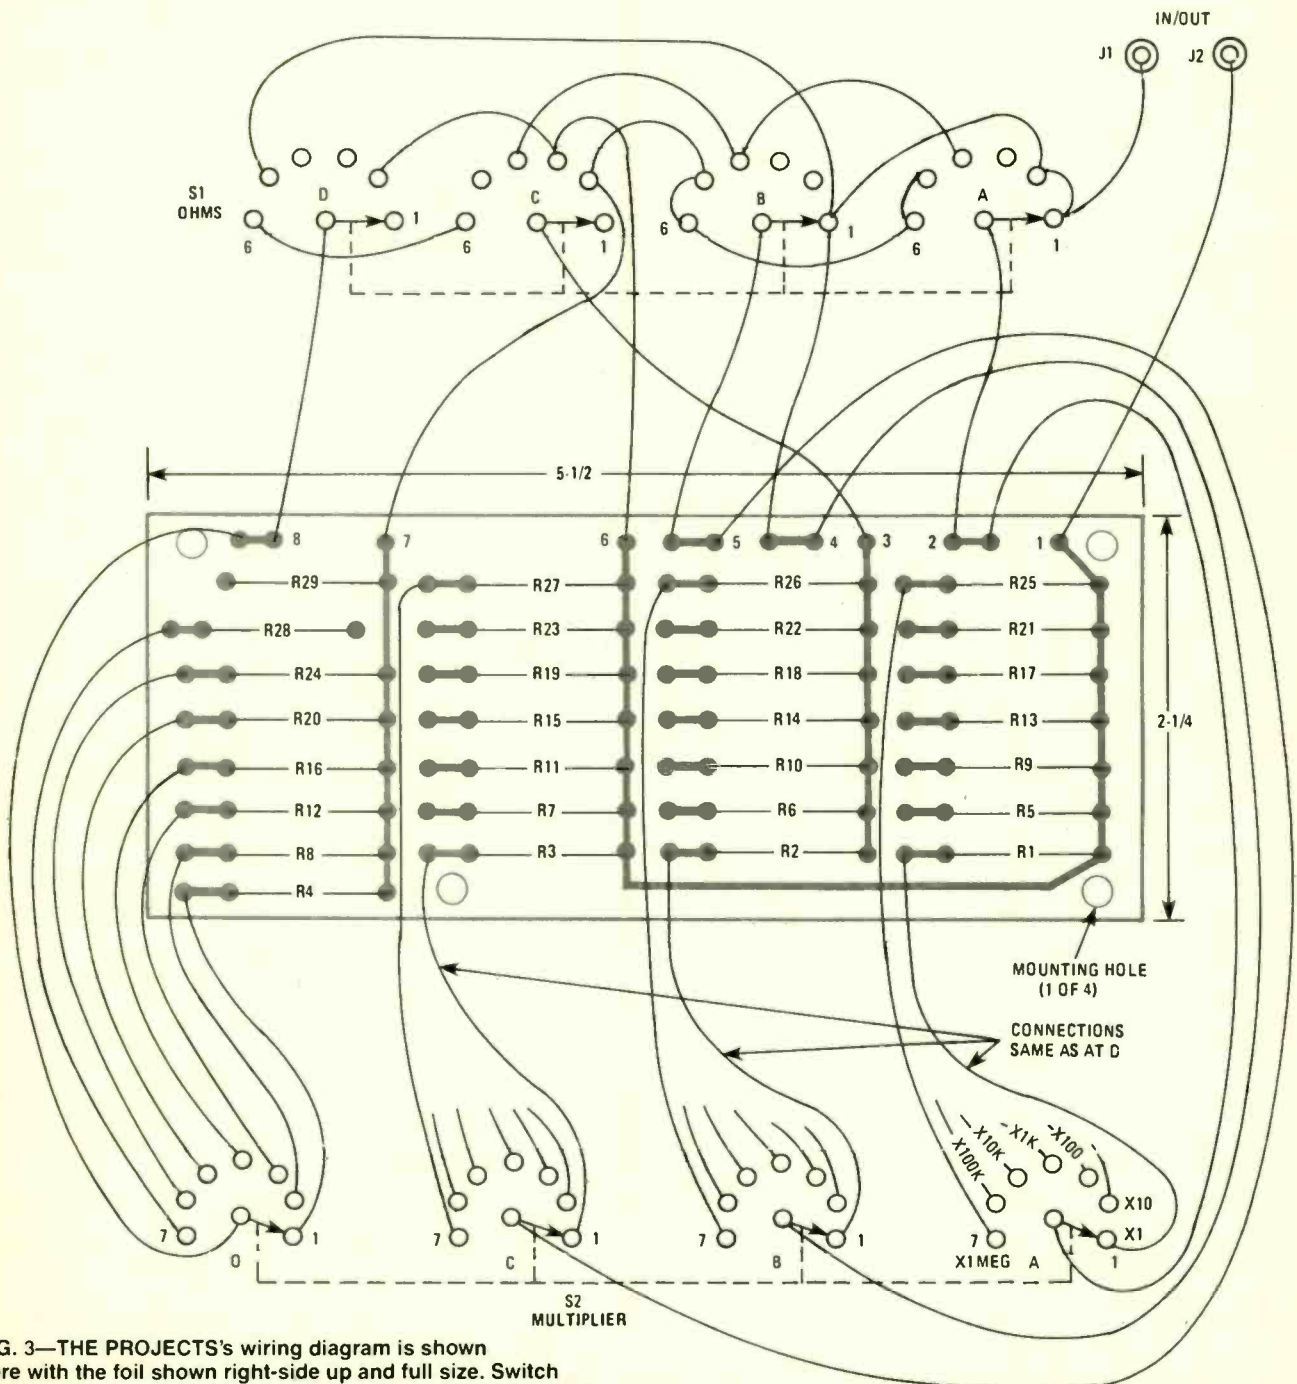 IN/OUT
J1 J2
S1
OHMS
D C B A
6 1 6 1 6 1 6 1
5-1/2
8 7 6 5 4 3 2 1
R29 R27 R26 R25
R28 R23 R22 R21
R24 R19 R18 R17
R20 R15 R14 R13
2-1/4
R16 R11 R10 R9
R12 R7 R6 R5
R8 R3 R2 R1
R4
MOUNTING HOLE
(1 OF 4)
CONNECTIONS
SAME AS AT D
X100K X10K X1K X100
X10
X1
7 1 7 1 7 1 7 1
X1MEG
D C B A
S2
MULTIPLIER
G. 3—THE PROJECTS's wiring diagram is shown
re with the foil shown right-side up and full size. Switch